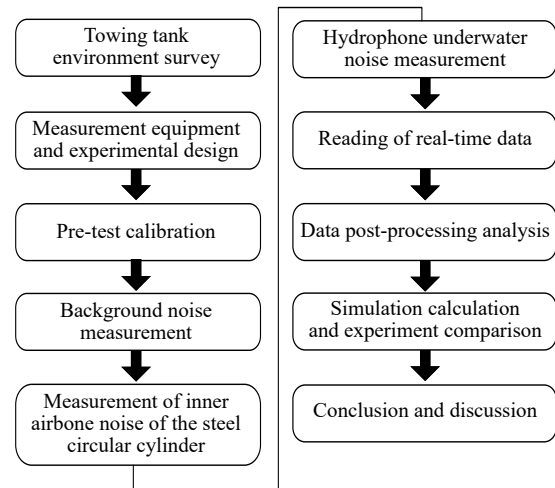 Towing tank
environment survey
Measurement equipment
and experimental design
Pre-test calibration
Background noise
measurement
Measurement of inner
airbone noise of the steel
circular cylinder
Hydrophone underwater
noise measurement
Reading of real-time data
Data post-processing analysis
Simulation calculation
and experiment comparison
Conclusion and discussion